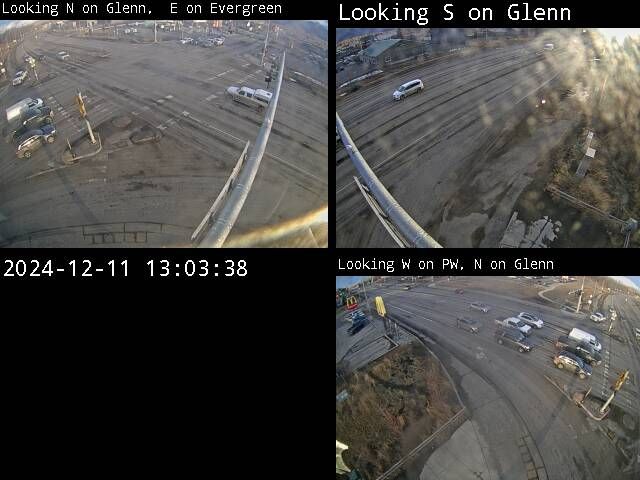 Looking N on Glenn,  E on Evergreen
Looking S on Glenn
2024-12-11 13:03:38
Looking W on PW, N on Glenn